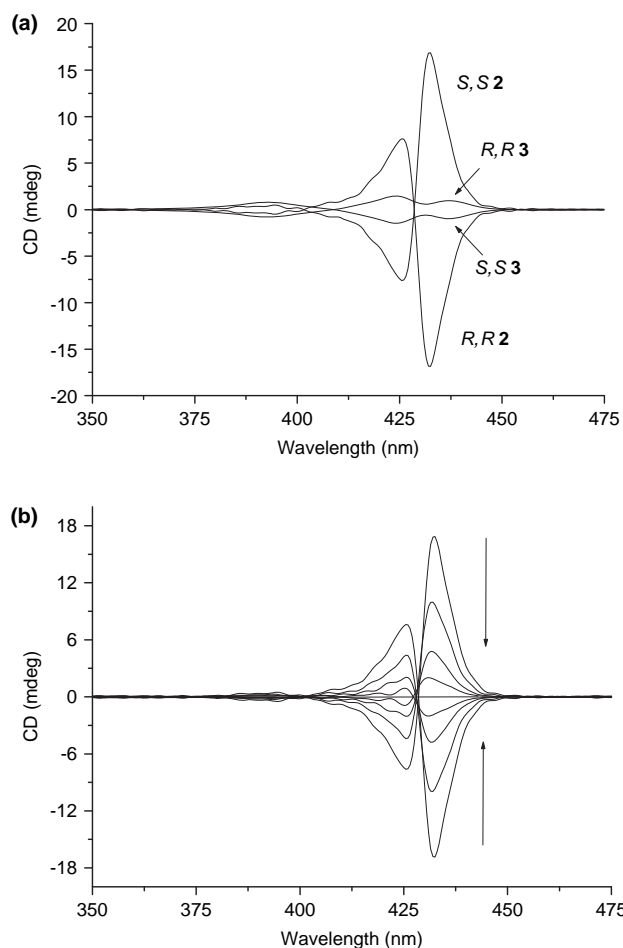 (a)
20
15
10
5
0
-5
-10
-15
-20
CD (mdeg)
S,S 2
R,R 3
S,S 3
R,R 2
350 375 400 425 450 475
Wavelength (nm)
(b)
18
12
6
0
-6
-12
-18
CD (mdeg)
350 375 400 425 450 475
Wavelength (nm)